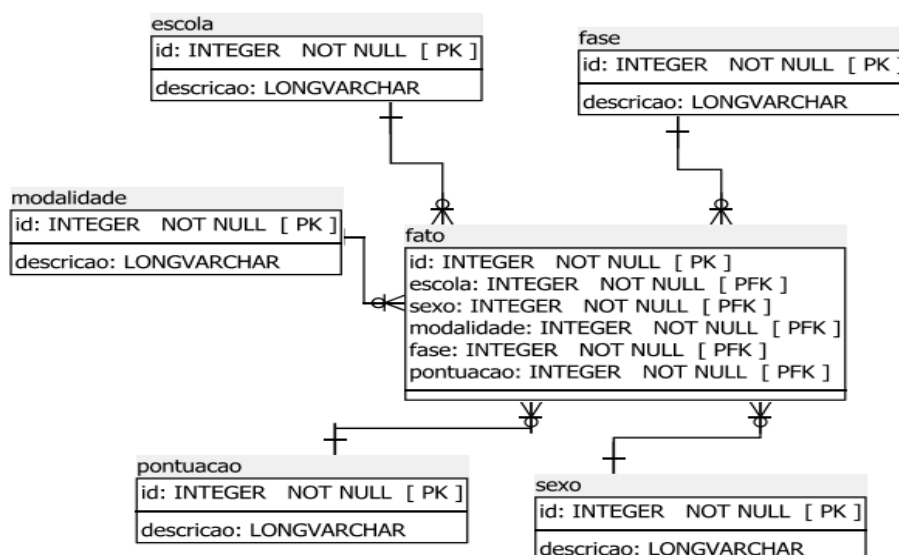 escola
id: INTEGER NOT NULL [ PK ]
descricao: LONGVARCHAR
fase
id: INTEGER NOT NULL [ PK ]
descricao: LONGVARCHAR
modalidade
id: INTEGER NOT NULL [ PK ]
descricao: LONGVARCHAR
fato
id: INTEGER NOT NULL [ PK ]
escola: INTEGER NOT NULL [ PFK ]
sexo: INTEGER NOT NULL [ PFK ]
modalidade: INTEGER NOT NULL [ PFK ]
fase: INTEGER NOT NULL [ PFK ]
pontuacao: INTEGER NOT NULL [ PFK ]
pontuacao
id: INTEGER NOT NULL [ PK ]
descricao: LONGVARCHAR
sexo
id: INTEGER NOT NULL [ PK ]
descricao: LONGVARCHAR